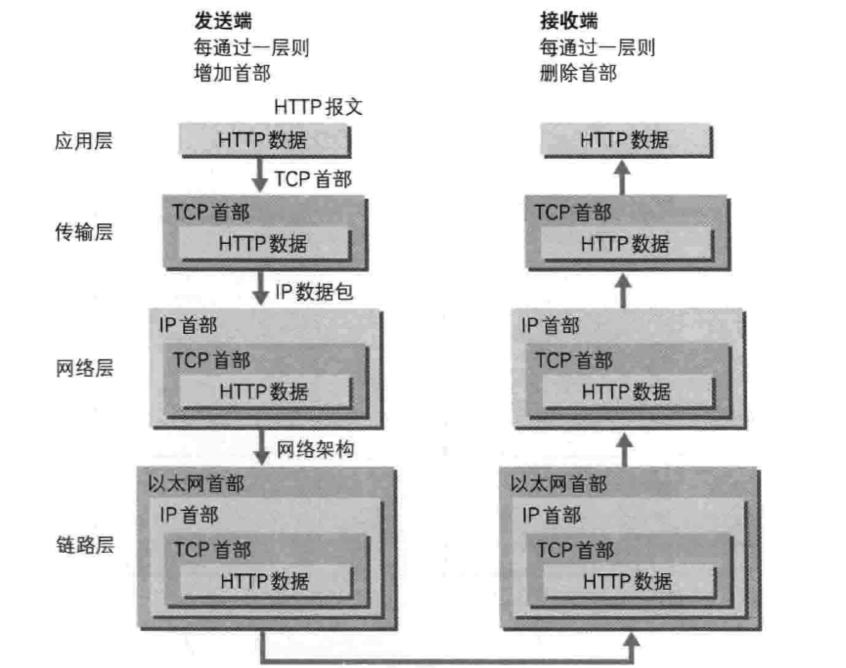 发送端
每通过一层则
增加首部
接收端
每通过一层则
删除首部
HTTP 报文
应用层
HTTP 数据
HTTP 数据
TCP 首部
传输层
TCP 首部
HTTP 数据
TCP 首部
HTTP 数据
IP 数据包
网络层
IP 首部
TCP 首部
HTTP 数据
IP 首部
TCP 首部
HTTP 数据
网络架构
链路层
以太网首部
IP 首部
TCP 首部
HTTP 数据
以太网首部
IP 首部
TCP 首部
HTTP 数据